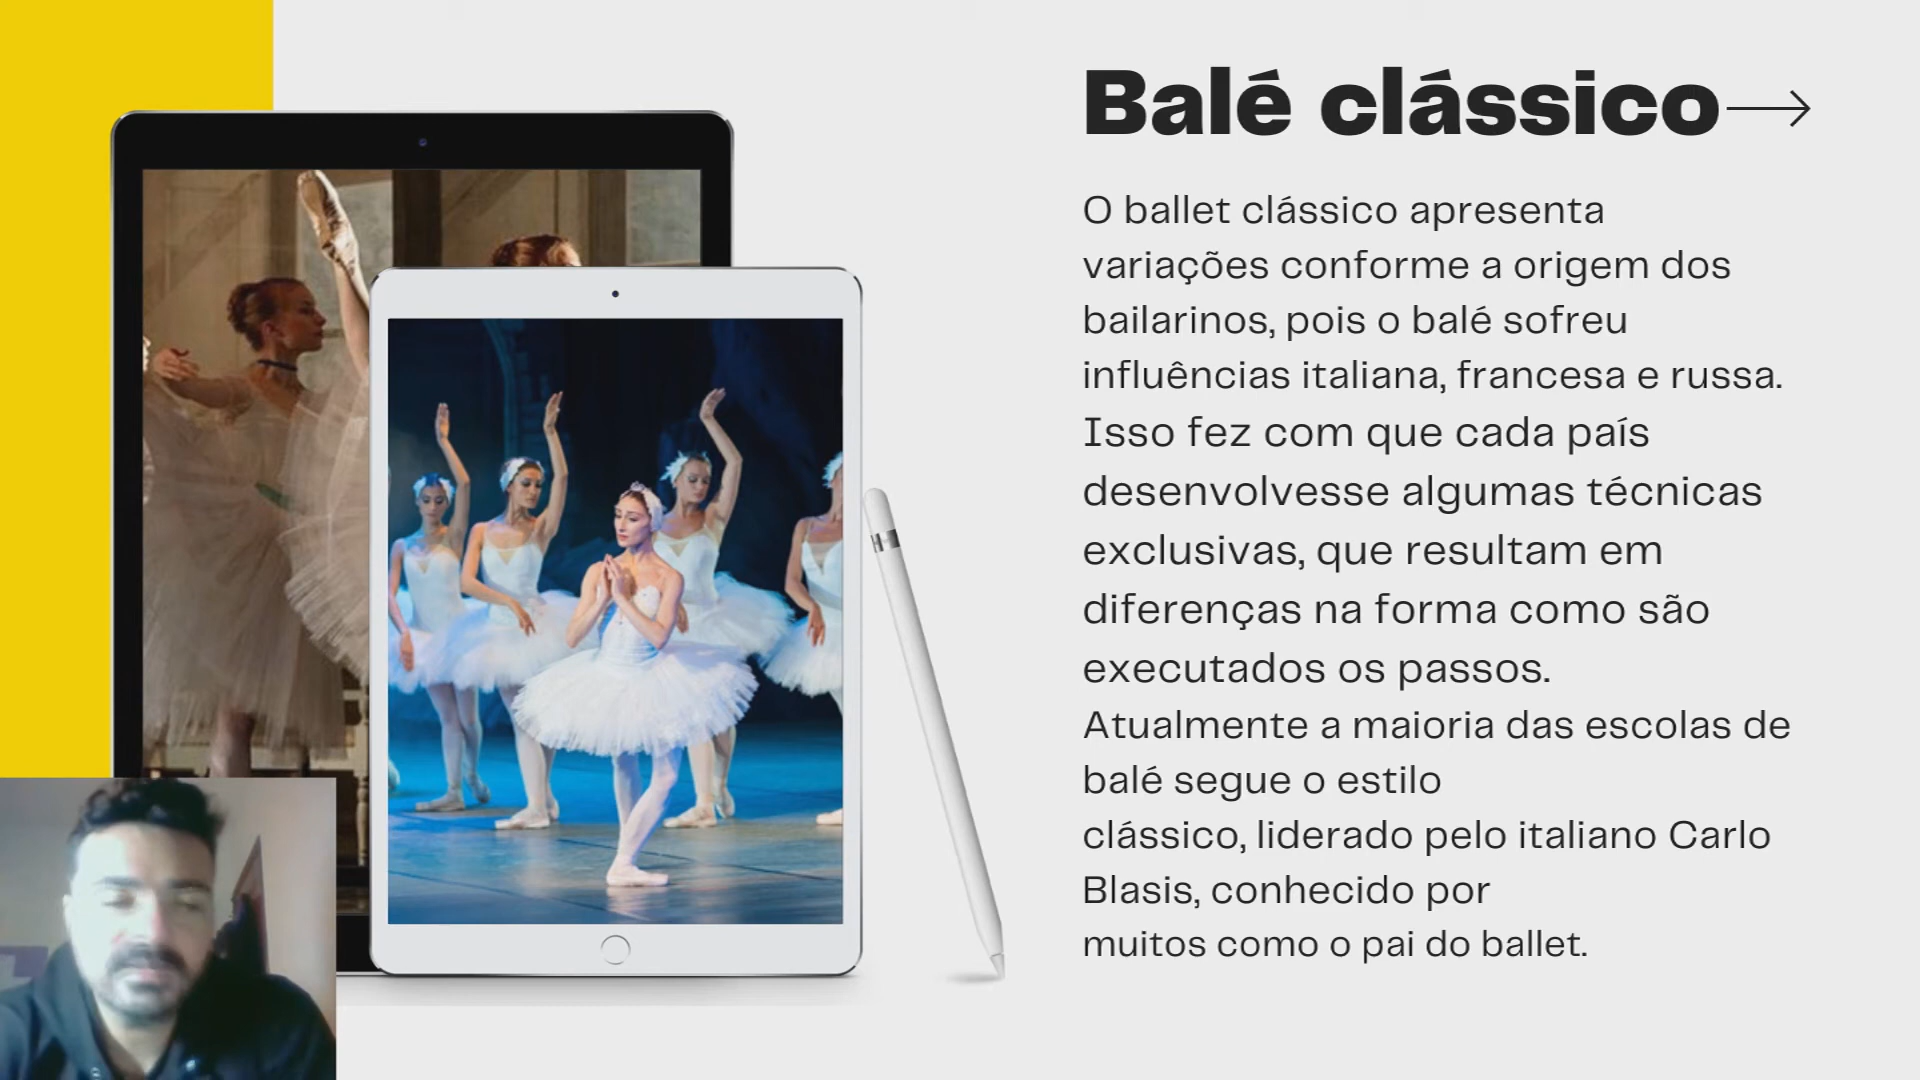 Balé clássico
O ballet clássico apresenta
variações conforme a origem dos
bailarinos, pois o balé sofreu
influências italiana, francesa e russa.
Isso fez com que cada país
desenvolvesse algumas técnicas
exclusivas, que resultam em
diferenças na forma como são
executados os passos.
Atualmente a maioria das escolas de
balé segue o estilo
clássico, liderado pelo italiano Carlo
Blasis, conhecido por
muitos como o pai do ballet.